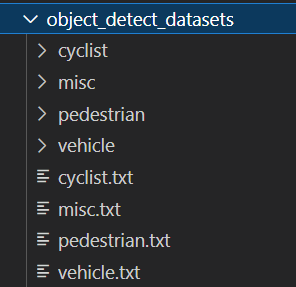 object_detect_datasets
cyclist
misc
pedestrian
vehicle
cyclist.txt
misc.txt
pedestrian.txt
vehicle.txt